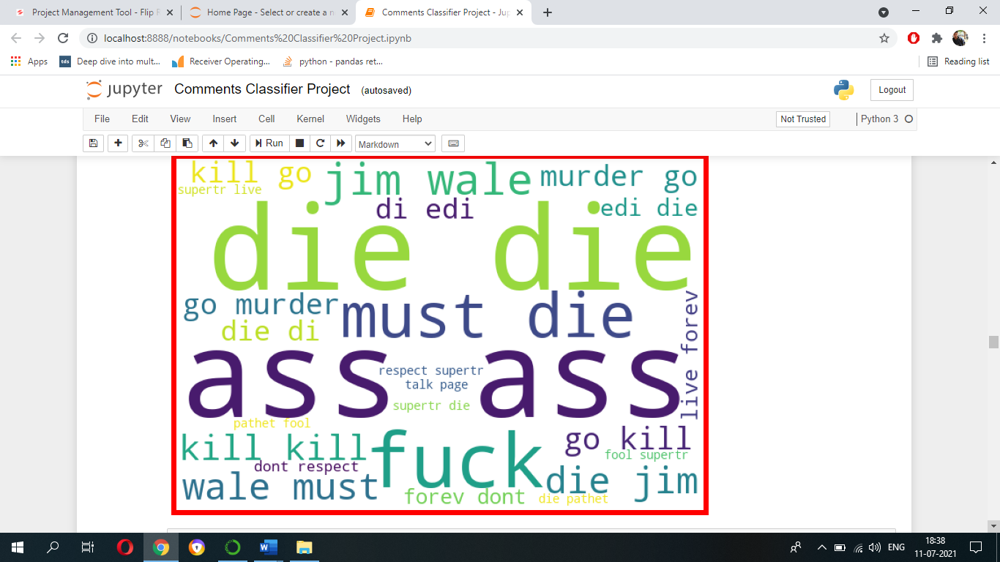 Project Management Tool - Flip R
Home Page - Select or create a n
Comments Classifier Project - Jup
localhost:8888/notebooks/Comments%20Classifier%20Project.ipynb
Apps
tds Deep dive into mult...
Receiver Operating...
python - pandas ret...
Reading list
jupyter Comments Classifier Project (autosaved)
Logout
File Edit View Insert Cell Kernel Widgets Help
Not Trusted
Python 3
Run
Markdown
kill go
jim wale
murder go
supertr live
di edi
edi die
die die
go murder
must die
die di
live forev
ass ass
respect supertr
talk page
supertr die
pathet fool
kill kill
fuck
go kill
fool supertr
dont respect
wale must
die jim
forev dont
die pathet
ENG
18:38
11-07-2021